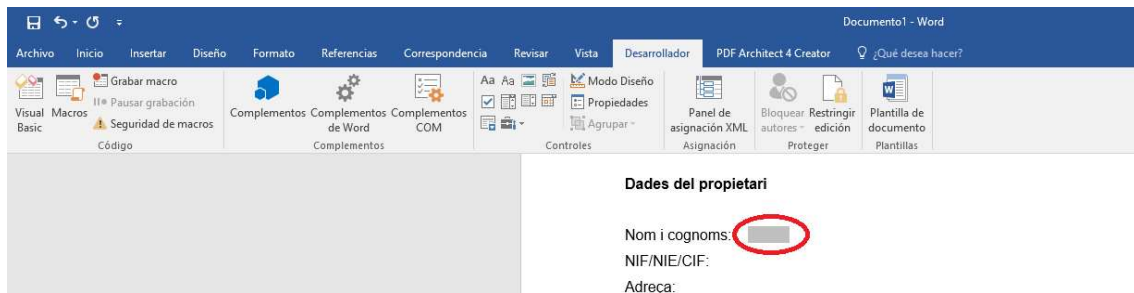 Documento1 - Word
Archivo Inicio Insertar Diseño Formato Referencias Correspondencia Revisar Vista Desarrollador PDF Architect 4 Creator ¿Qué desea hacer?
Visual Basic
Macros
Grabar macro
Pausar grabación
Seguridad de macros
Código
Complementos
Complementos de Word
Complementos COM
Complementos
Aa Aa
Modo Diseño
Propiedades
Agrupar
Controles
Panel de asignación XML
Asignación
Bloquear autores
Restringir edición
Proteger
Plantilla de documento
Plantillas
Dades del propietari
Nom i cognoms:
NIF/NIE/CIF:
Adreca: